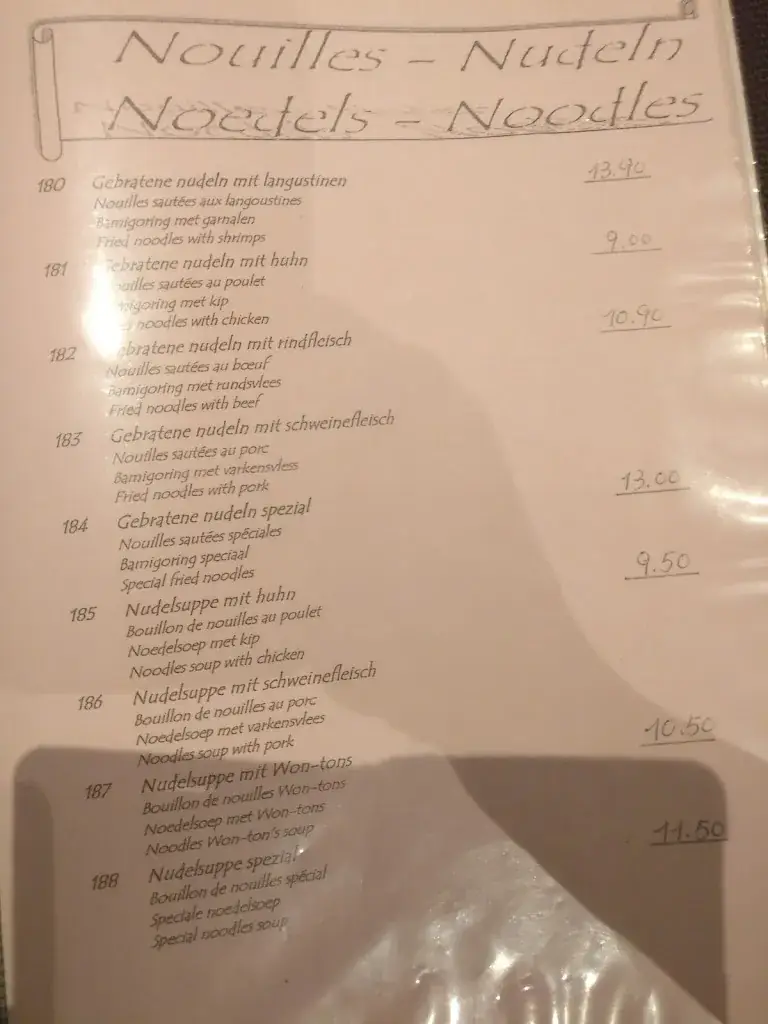 Nouilles - Nudeln
Noedels - Noodles
180 Gebratene nudeln mit langustinen 13.90
Nouilles sautées aux langoustines
Bamigoring met garnalen
Fried noodles with shrimps
181 Gebratene nudeln mit huhn 9.00
Nouilles sautées au poulet
Bamigoring met kip
Fried noodles with chicken
182 Gebratene nudeln mit rindfleisch 10.90
Nouilles sautées au bœuf
Bamigoring met rundsvlees
Fried noodles with beef
183 Gebratene nudeln mit schweinefleisch
Nouilles sautées au porc
Bamigoring met varkensvless
Fried noodles with pork
184 Gebratene nudeln spezial 13.00
Nouilles sautées spéciales
Bamigoring speciaal
Special fried noodles
185 Nudelsuppe mit huhn 9.50
Bouillon de nouilles au poulet
Noedelsoep met kip
Noodles soup with chicken
186 Nudelsuppe mit schweinefleisch
Bouillon de nouilles au porc
Noedelsoep met varkensvlees
Noodles soup with pork
187 Nudelsuppe mit Won-tons 10.50
Bouillon de nouilles Won-tons
Noedelsoep met Won-tons
Noodles Won-ton's soup
188 Nudelsuppe spezial 11.50
Bouillon de nouilles spécial
Speciale noedelsoep
Special noodles soup